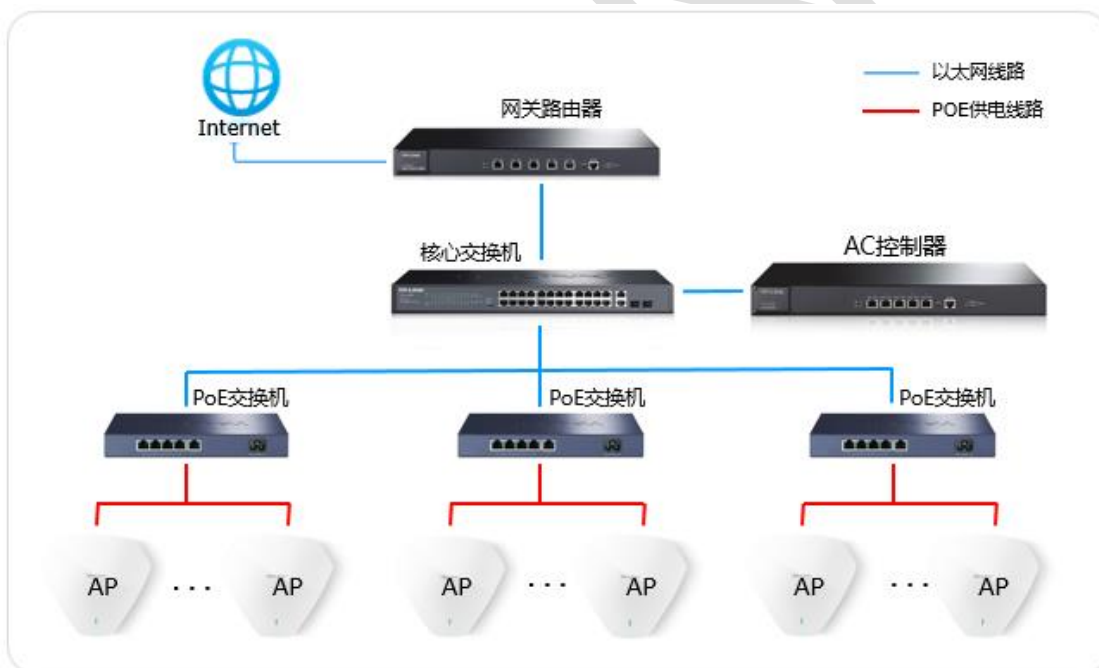 以太网线路
POE供电线路
Internet
网关路由器
核心交换机
AC控制器
PoE交换机
PoE交换机
PoE交换机
AP
···
AP
AP
···
AP
AP
···
AP